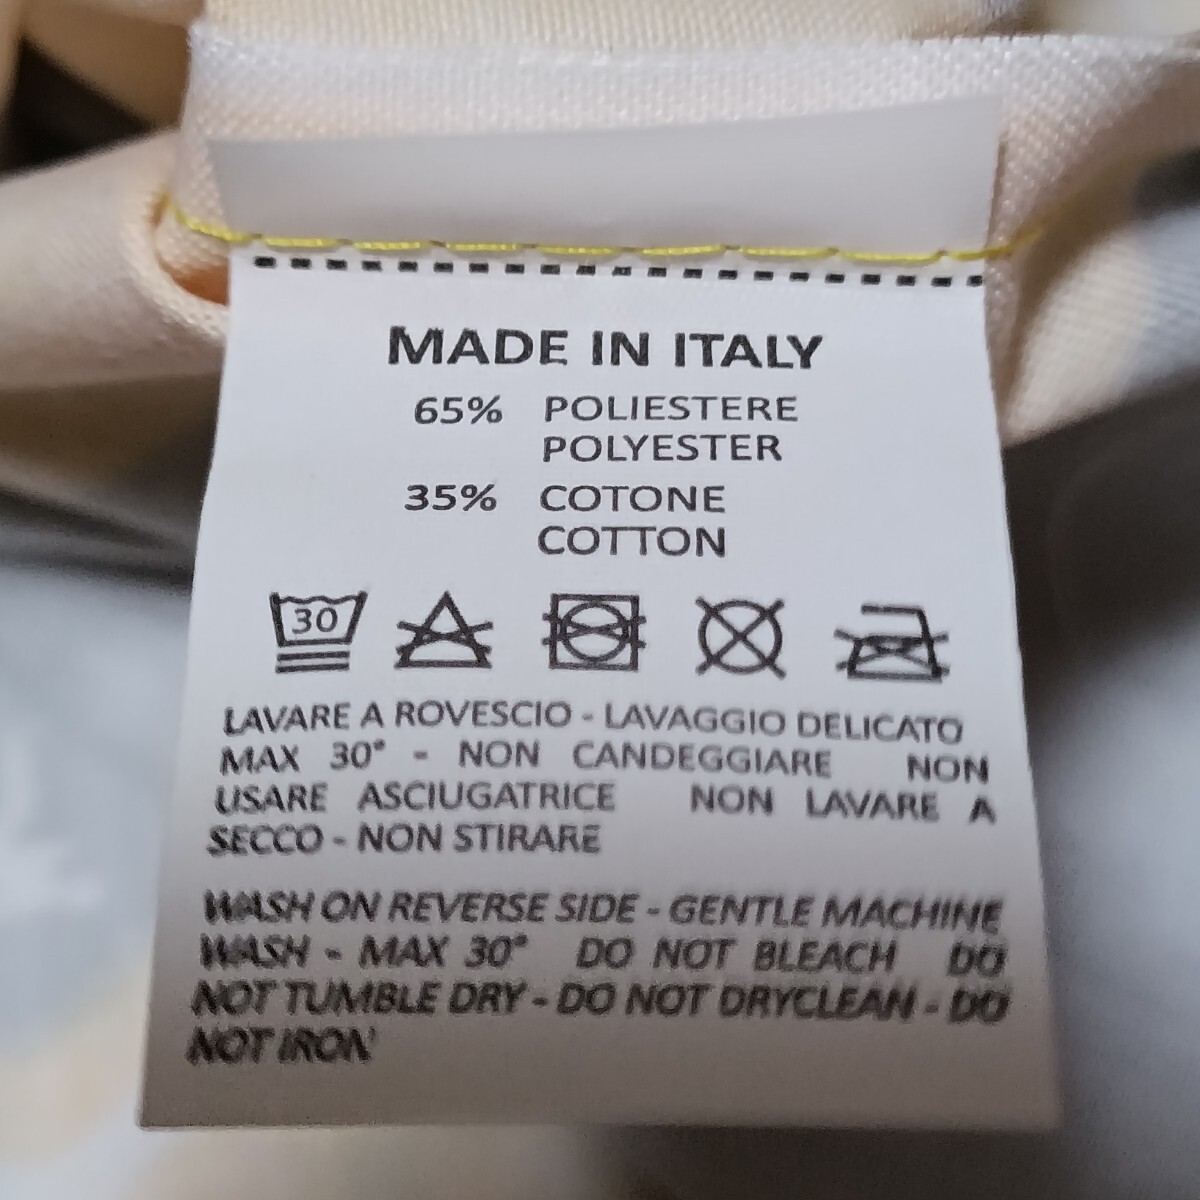 MADE IN ITALY
65% POLIESTERE
POLYESTER
35% COTONE
COTTON
30
LAVARE A ROVESCIO - LAVAGGIO DELICATO
MAX 30° - NON CANDEGGIARE NON
USARE ASCIUGATRICE NON LAVARE A
SECCO - NON STIRARE
WASH ON REVERSE SIDE - GENTLE MACHINE
WASH - MAX 30° DO NOT BLEACH DO
NOT TUMBLE DRY - DO NOT DRYCLEAN - DO
NOT IRON